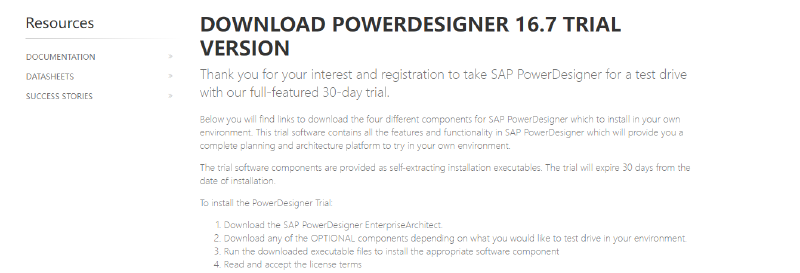 Resources
DOCUMENTATION »
DATASHEETS »
SUCCESS STORIES »
DOWNLOAD POWERDESIGNER 16.7 TRIAL
VERSION
Thank you for your interest and registration to take SAP PowerDesigner for a test drive
with our full-featured 30-day trial.
Below you will find links to download the four different components for SAP PowerDesigner which to install in your own
environment. This trial software contains all the features and functionality in SAP PowerDesigner which will provide you a
complete planning and architecture platform to try in your own environment.
The trial software components are provided as self-extracting installation executables. The trial will expire 30 days from the
date of installation.
To install the PowerDesigner Trial:
1. Download the SAP PowerDesigner EnterpriseArchitect.
2. Download any of the OPTIONAL components depending on what you would like to test drive in your environment.
3. Run the downloaded executable files to install the appropriate software component
4. Read and accept the license terms